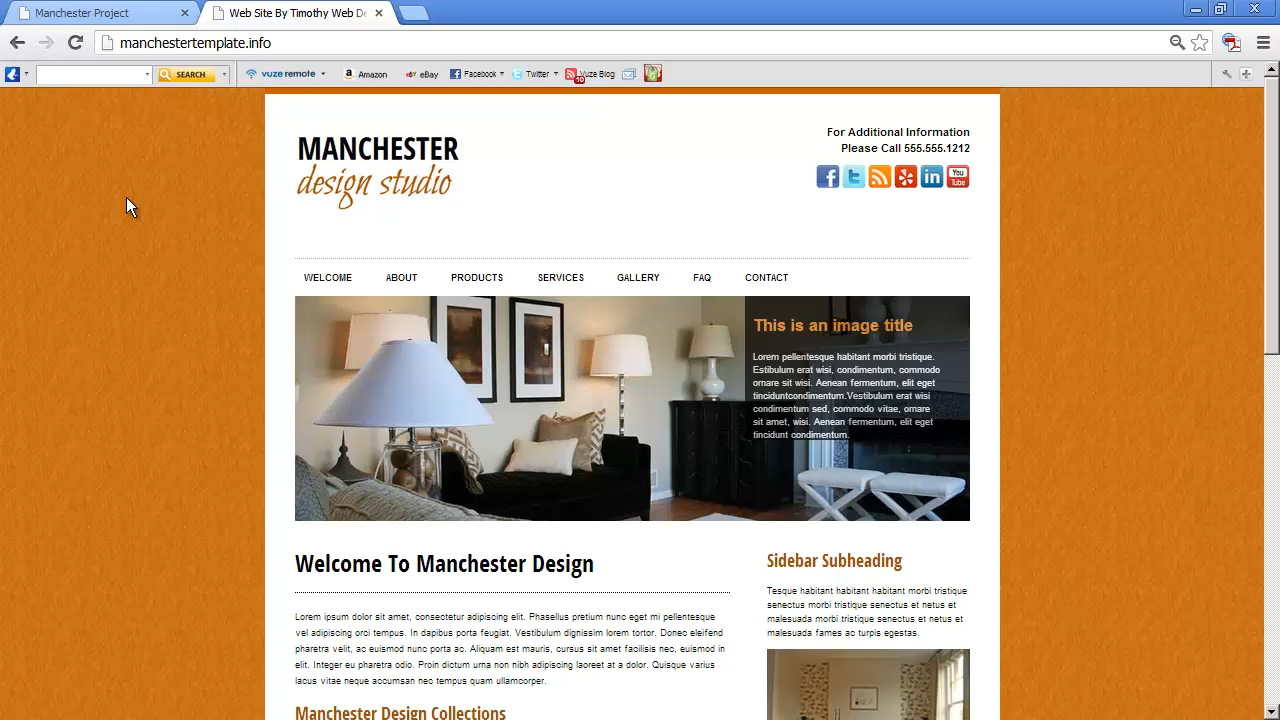 Manchester Project
Web Site By Timothy Web De
manchestertemplate.info
SEARCH
vuze remote
Amazon
eBay
Facebook
Twitter
10
Vuze Blog
MANCHESTER
design studio
For Additional Information
Please Call 555.555.1212
You
Tube
WELCOME ABOUT PRODUCTS SERVICES GALLERY FAQ CONTACT
This is an image title
Lorem pellentesque habitant morbi tristique.
Estibulum erat wisi, condimentum, commodo
ornare sit wisi. Aenean fermentum, elit eget
tinciduntcondimentum.Vestibulum erat wisi
condimentum sed, commodo vitae, ornare
sit amet, wisi. Aenean fermentum, elit eget
tincidunt condimentum.
Welcome To Manchester Design
Lorem ipsum dolor sit amet, consectetur adipiscing elit. Phasellus pretium nunc eget mi pellentesque
vel adipiscing orci tempus. In dapibus porta feugiat. Vestibulum dignissim lorem tortor. Donec eleifend
pharetra velit, ac euismod nunc porta ac. Aliquam est mauris, cursus sit amet facilisis nec, euismod in
elit. Integer eu pharetra odio. Proin dictum urna non nibh adipiscing laoreet at a dolor. Quisque varius
lacus vitae neque accumsan nec tempus quam ullamcorper.
Manchester Design Collections
Sidebar Subheading
Tesque habitant habitant morbi tristique
senectus morbi tristique senectus et netus et
malesuada morbi tristique senectus et netus et
malesuada fames ac turpis egestas.